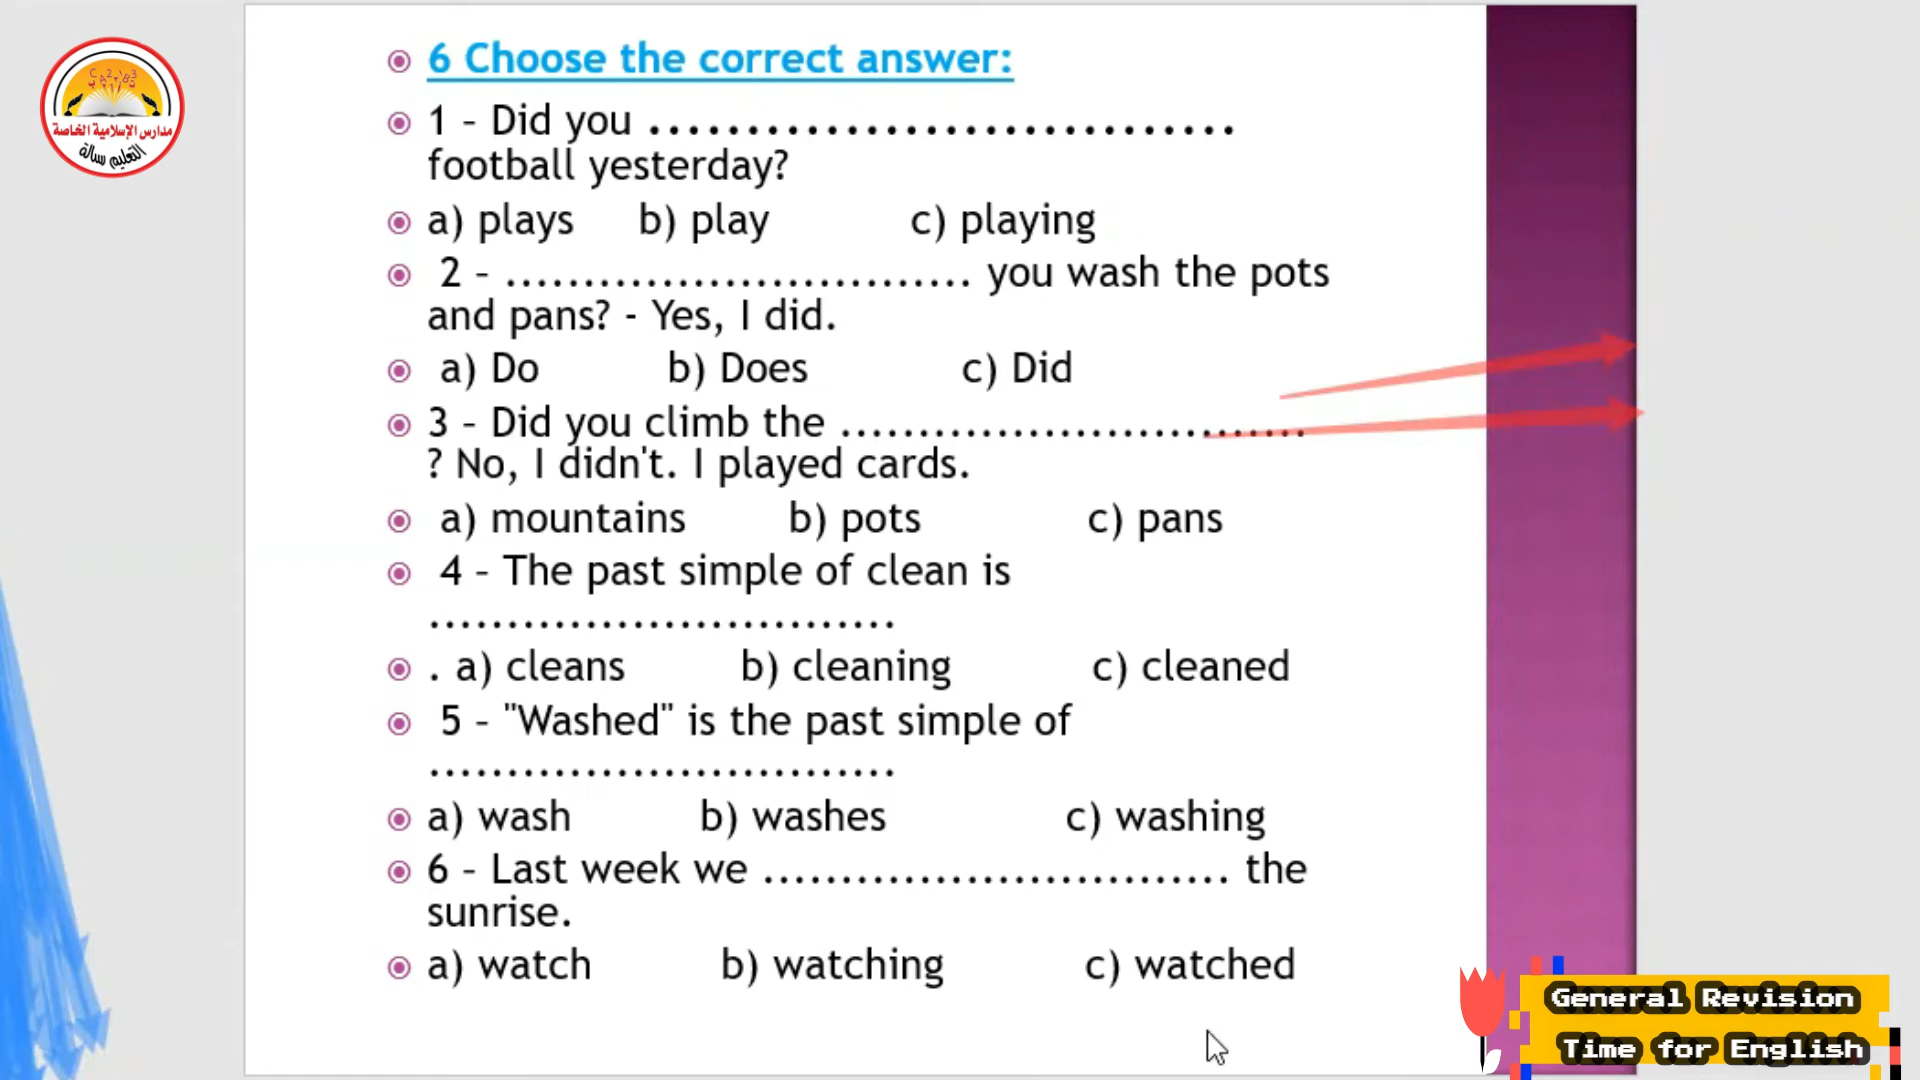 6 Choose the correct answer:
1 – Did you ..............................
football yesterday?
a) plays b) play c) playing
2 – .............................. you wash the pots
and pans? - Yes, I did.
a) Do b) Does c) Did
3 – Did you climb the ..............................
? No, I didn't. I played cards.
a) mountains b) pots c) pans
4 – The past simple of clean is
..............................
. a) cleans b) cleaning c) cleaned
5 – "Washed" is the past simple of
..............................
a) wash b) washes c) washing
6 – Last week we .............................. the
sunrise.
a) watch b) watching c) watched
مدارس الإسلامية الخاصة
التعليم رسالة
General Revision
Time for English